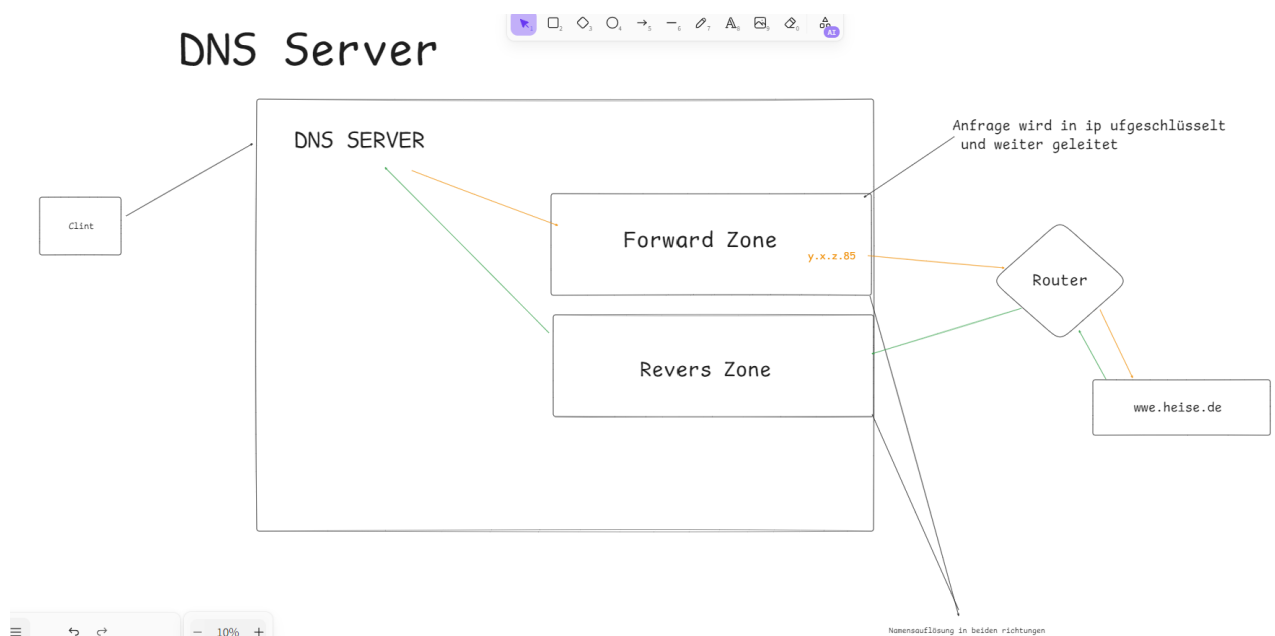 DNS Server
DNS SERVER
Anfrage wird in ip ufgeschlüsselt
und weiter geleitet
Clint
Forward Zone
y.x.z.85
Router
Revers Zone
wwe.heise.de
Namensauflösung in beiden richtungen
10%